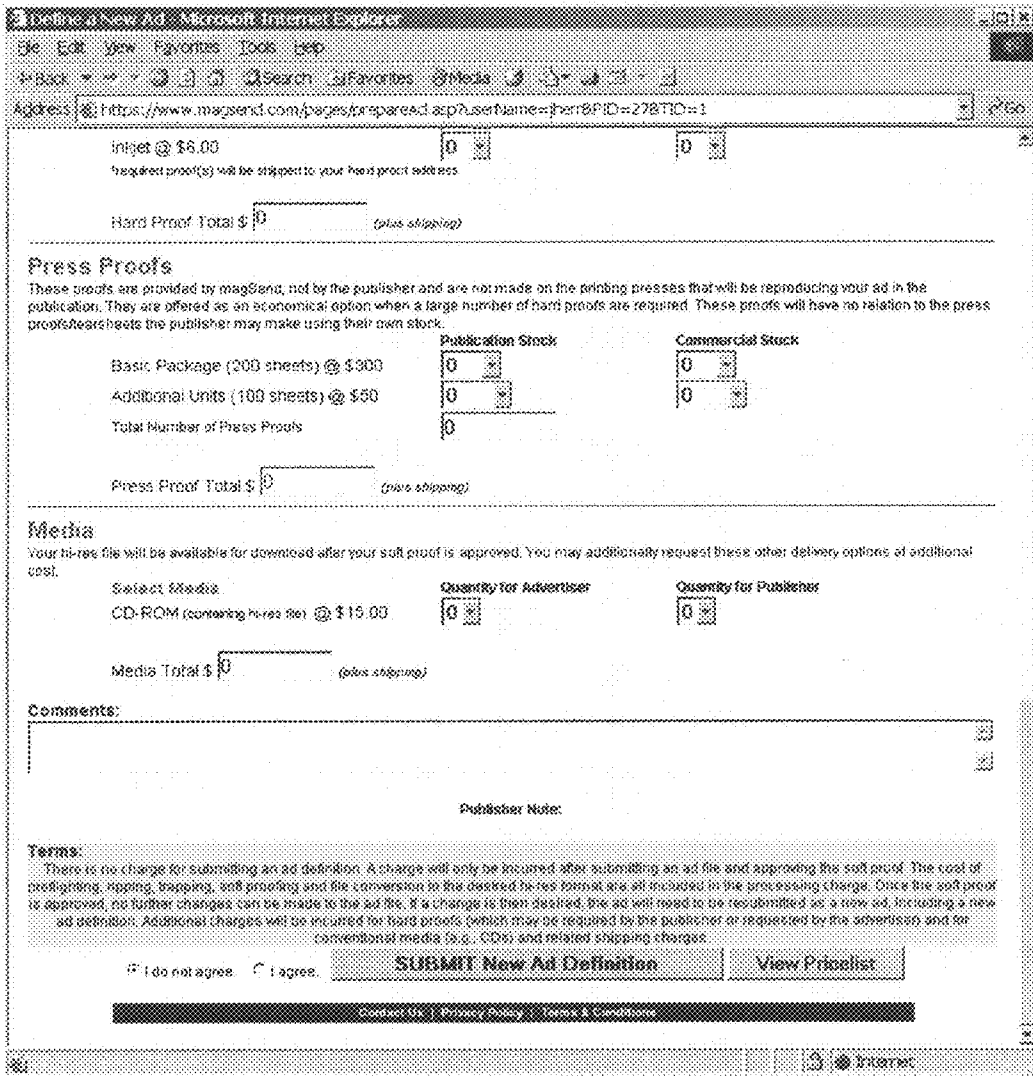 Define a New Ad - Microsoft Internet Explorer
File Edit View Favorites Tools Help
Back Search Favorites Media
Address https://www.magsend.com/pages/prepareAd.asp?userName=jherr&PID=27&TID=1 Go
Inkjet @ $6.00 0 0
*required proof(s) will be shipped to your hard proof address
Hard Proof Total $ 0 (plus shipping)
Press Proofs
These proofs are provided by magSend, not by the publisher and are not made on the printing presses that will be reproducing your ad in the
publication. They are offered as an economical option when a large number of hard proofs are required. These proofs will have no relation to the press
proofs/tearsheets the publisher may make using their own stock.
Publication Stock Commercial Stock
Basic Package (200 sheets) @ $300 0 0
Additional Units (100 sheets) @ $50 0 0
Total Number of Press Proofs 0
Press Proof Total $ 0 (plus shipping)
Media
Your hi-res file will be available for download after your soft proof is approved. You may additionally request these other delivery options at additional
cost.
Select Media Quantity for Advertiser Quantity for Publisher
CD-ROM (containing hi-res file) @ $15.00 0 0
Media Total $ 0 (plus shipping)
Comments:
Publisher Note:
Terms:
There is no charge for submitting an ad definition. A charge will only be incurred after submitting an ad file and approving the soft proof. The cost of
preflighting, ripping, trapping, soft proofing and file conversion to the desired hi-res format are all included in the processing charge. Once the soft proof
is approved, no further changes can be made to the ad file. If a change is then desired, the ad will need to be resubmitted as a new ad, including a new
ad definition. Additional charges will be incurred for hard proofs (which may be required by the publisher or requested by the advertiser) and for
conventional media (e.g., CDs) and related shipping charges.
I do not agree. I agree. SUBMIT New Ad Definition View Pricelist
Contact Us | Privacy Policy | Terms & Conditions
Internet